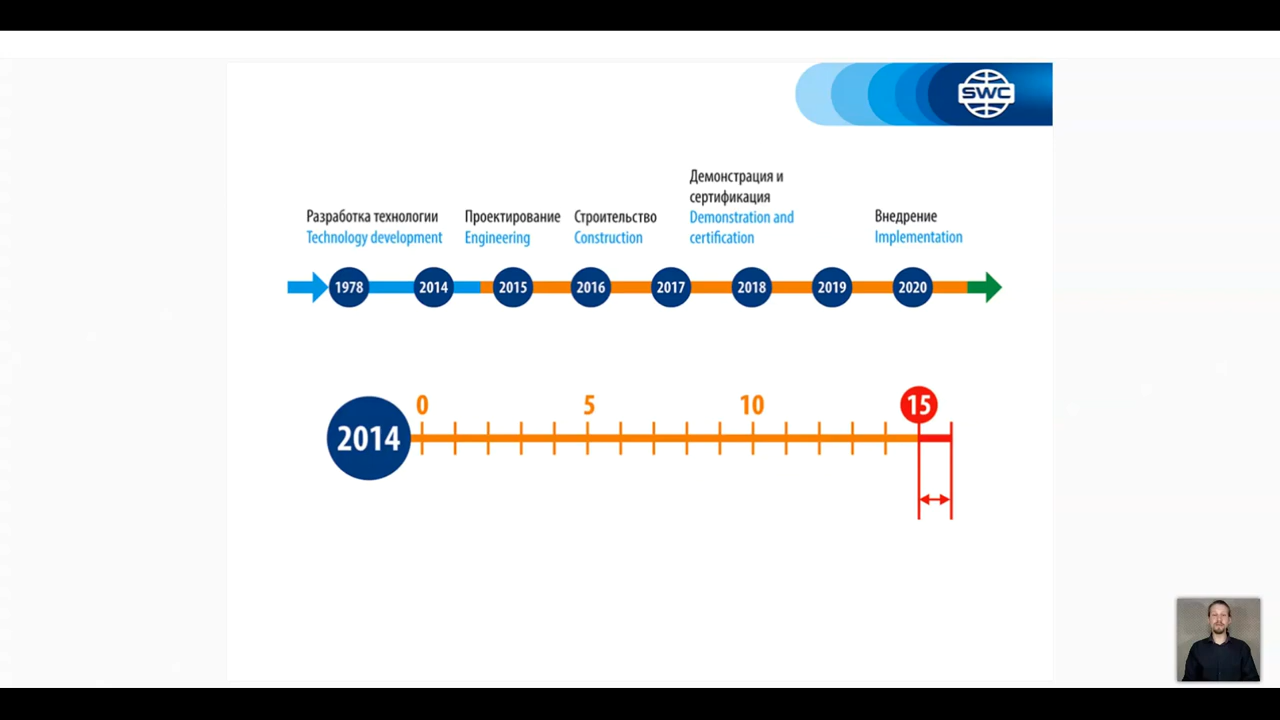 SWC
Разработка технологии
Technology development
Проектирование
Engineering
Строительство
Construction
Демонстрация и
сертификация
Demonstration and
certification
Внедрение
Implementation
1978 2014 2015 2016 2017 2018 2019 2020
0 5 10 15
2014